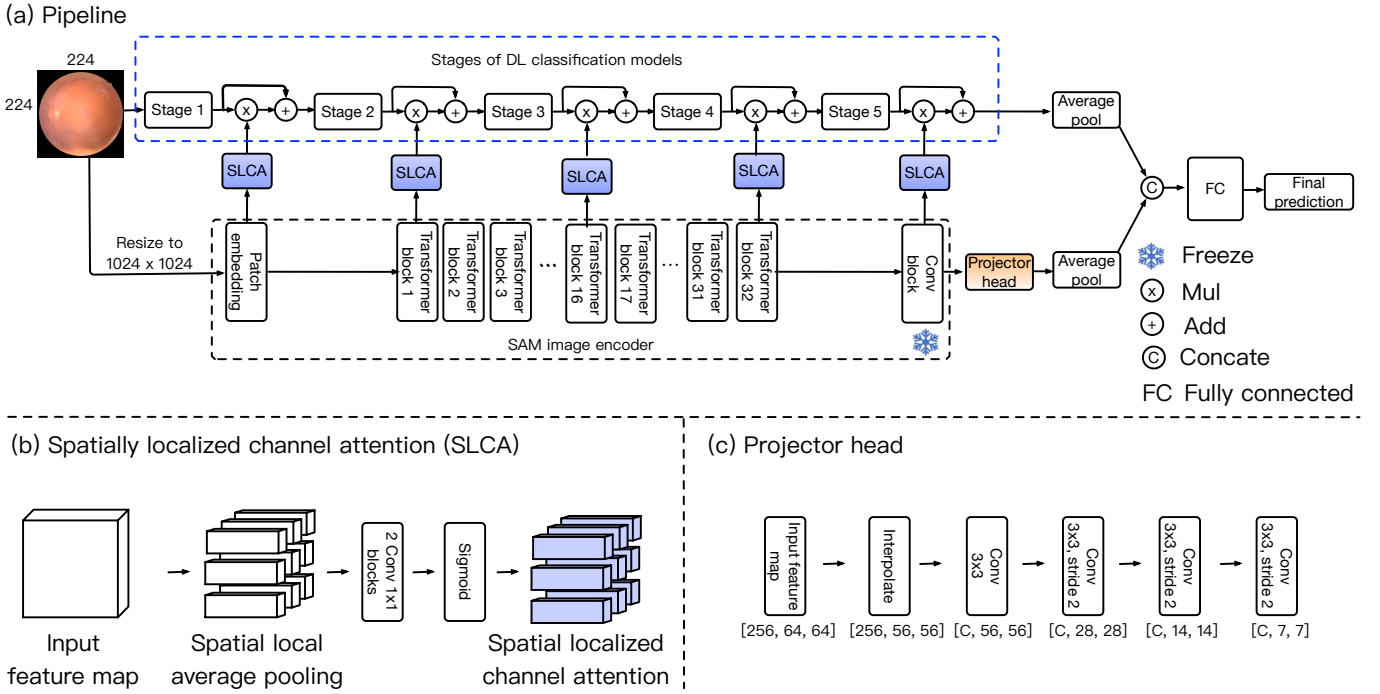 (a) Pipeline
224
224
Stages of DL classification models
Stage 1
x
+
Stage 2
x
+
Stage 3
x
+
Stage 4
x
+
Stage 5
x
+
Average
pool
SLCA
SLCA
SLCA
SLCA
SLCA
C
FC
Final
prediction
Resize to
1024 x 1024
Patch
embedding
Transformer
block 1
Transformer
block 2
Transformer
block 3
...
Transformer
block 16
Transformer
block 17
...
Transformer
block 31
Transformer
block 32
Conv
block
SAM image encoder
Projector
head
Average
pool
Freeze
x Mul
+ Add
C Concate
FC Fully connected
(b) Spatially localized channel attention (SLCA)
2 Conv 1x1
blocks
Sigmoid
Input
feature map
Spatial local
average pooling
Spatial localized
channel attention
(c) Projector head
Input feature
map
Interpolate
Conv
3x3
Conv
3x3, stride 2
Conv
3x3, stride 2
Conv
3x3, stride 2
[256, 64, 64]
[256, 56, 56]
[C, 56, 56]
[C, 28, 28]
[C, 14, 14]
[C, 7, 7]